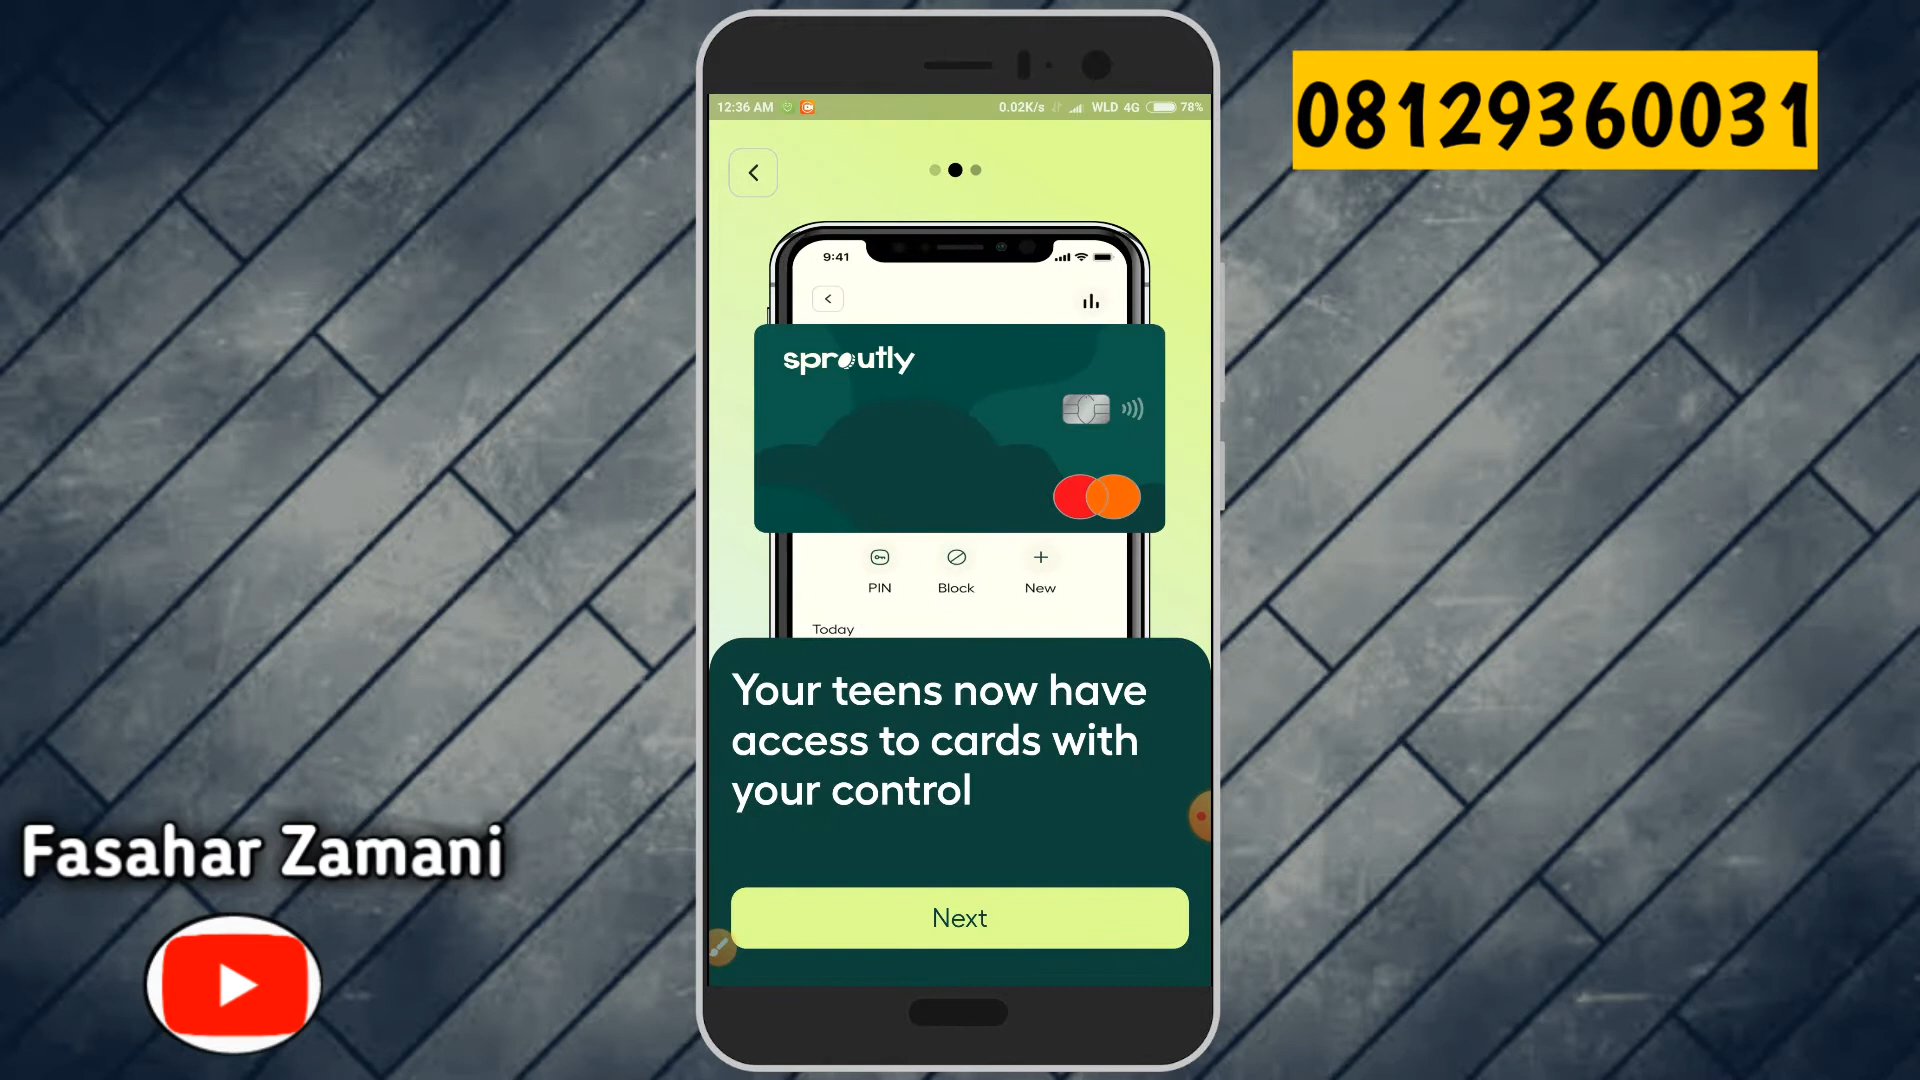 08129360031
12:36 AM
0.02K/s
WLD 4G
78%
9:41
sproutly
PIN
Block
New
Today
Your teens now have
access to cards with
your control
Next
Fasahar Zamani